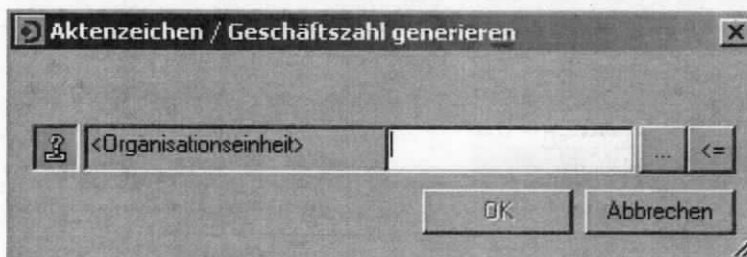 Aktenzeichen / Geschäftszahl generieren
<Organisationseinheit> ... <=
OK Abbrechen